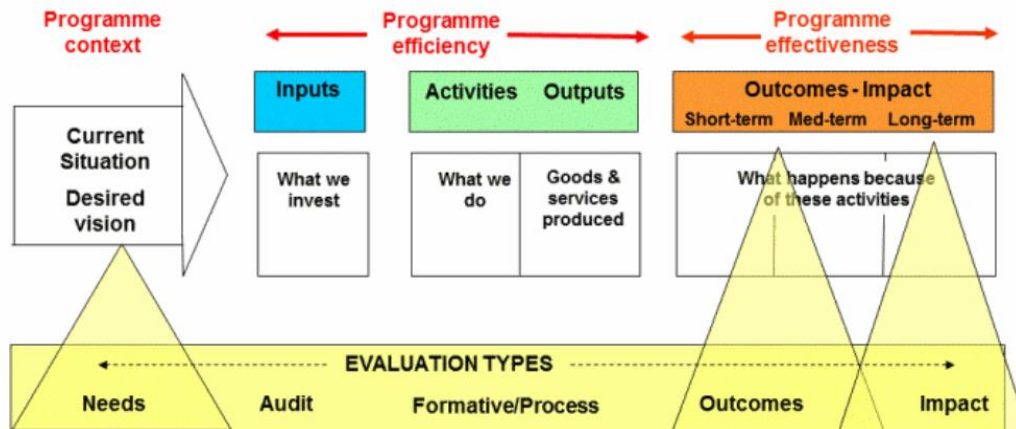 Programme
context
Programme
efficiency
Programme
effectiveness
Inputs
Activities Outputs
Outcomes - Impact
Short-term Med-term Long-term
Current
Situation
Desired
vision
What we
invest
What we
do
Goods &
services
produced
What happens because
of these activities
EVALUATION TYPES
Needs Audit Formative/Process Outcomes Impact